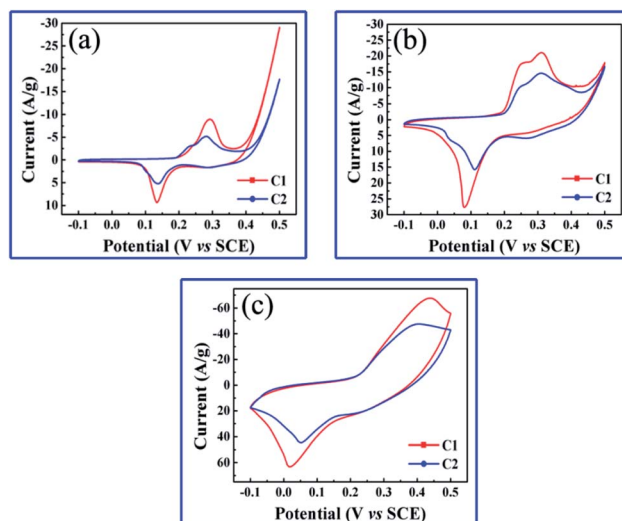 (a)
-30
-25
-20
-15
-10
-5
0
5
10
Current (A/g)
C1
C2
-0.1 0.0 0.1 0.2 0.3 0.4 0.5
Potential (V vs SCE)
(b)
-30
-25
-20
-15
-10
-5
0
5
10
15
20
25
30
Current (A/g)
C1
C2
-0.1 0.0 0.1 0.2 0.3 0.4 0.5
Potential (V vs SCE)
(c)
-60
-40
-20
0
20
40
60
Current (A/g)
C1
C2
-0.1 0.0 0.1 0.2 0.3 0.4 0.5
Potential (V vs SCE)